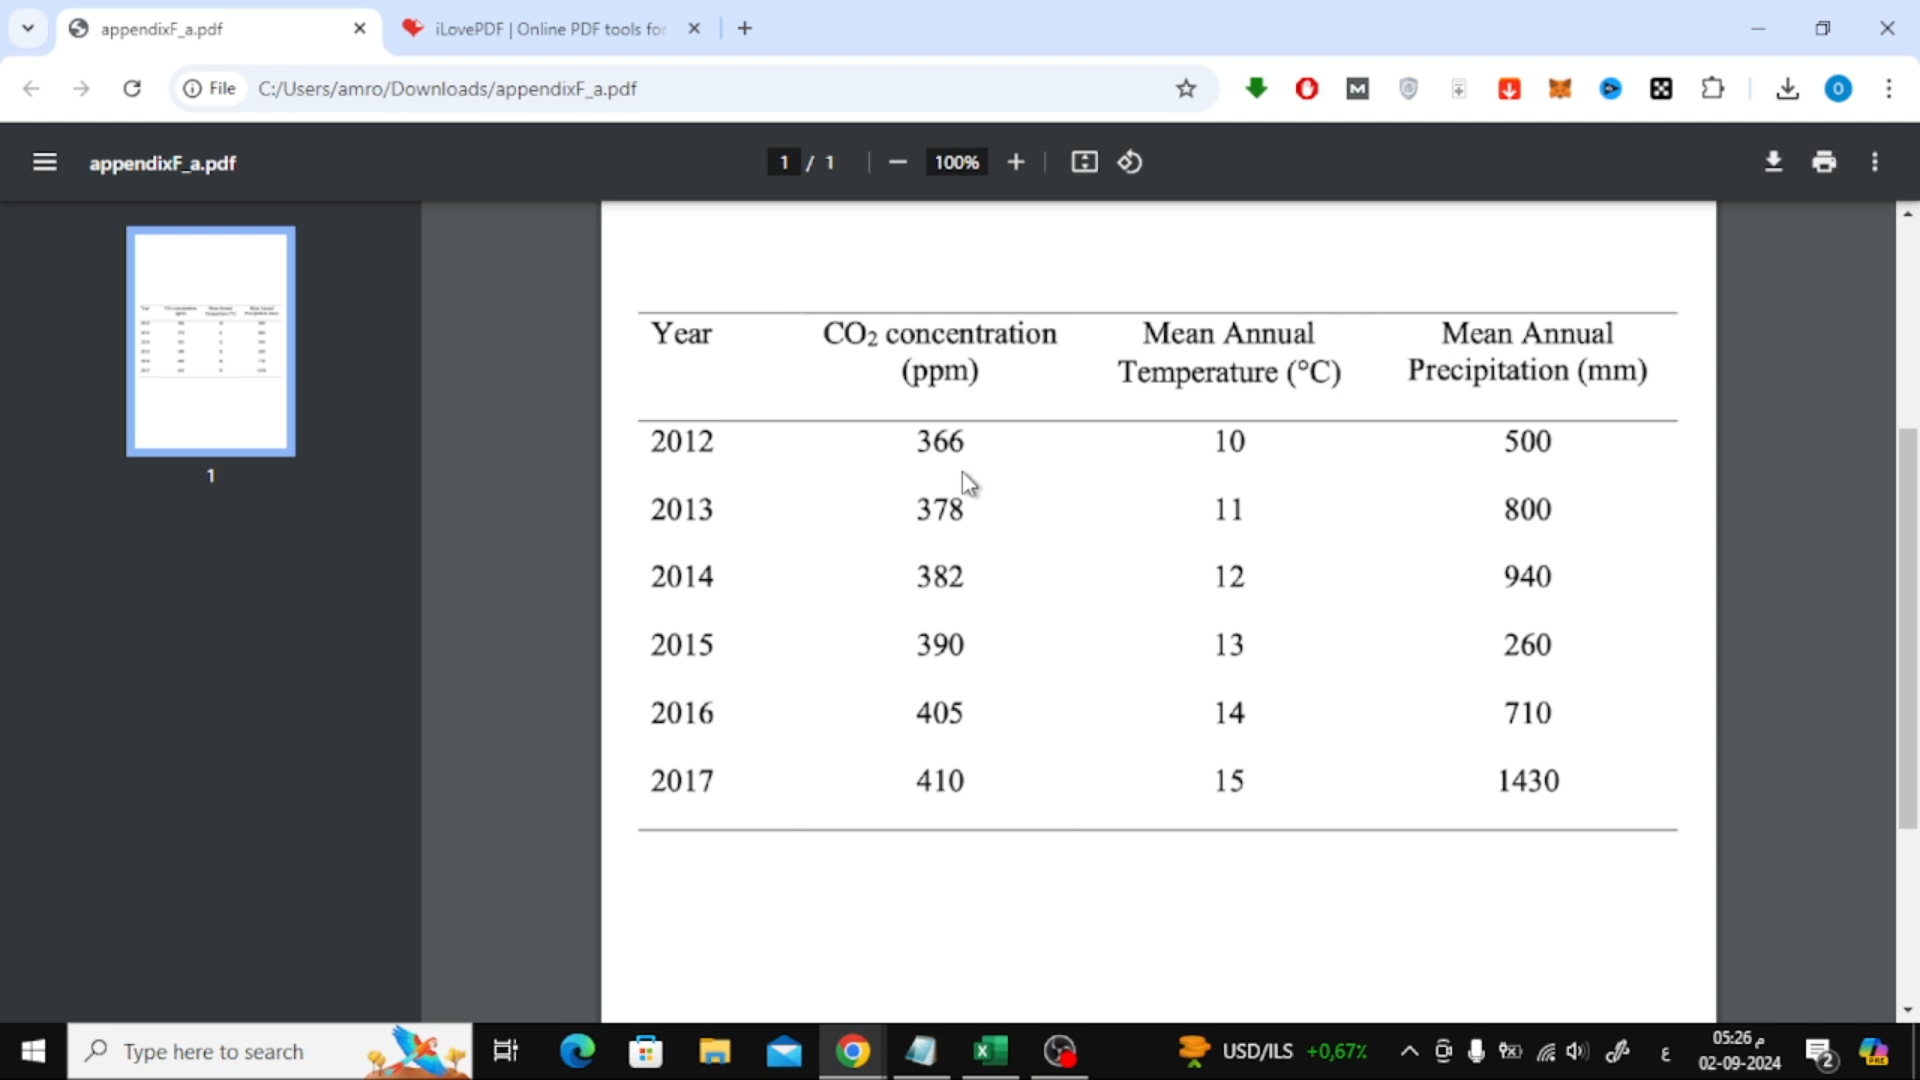 appendixF_a.pdf
iLovePDF | Online PDF tools for
File C:/Users/amro/Downloads/appendixF_a.pdf
O
appendixF_a.pdf
1 / 1
100%
1
Year CO₂ concentration (ppm) Mean Annual Temperature (°C) Mean Annual Precipitation (mm)
2012 366 10 500
2013 378 11 800
2014 382 12 940
2015 390 13 260
2016 405 14 710
2017 410 15 1430
Type here to search
USD/ILS +0,67%
ع
05:26 م
02-09-2024
2
PRE